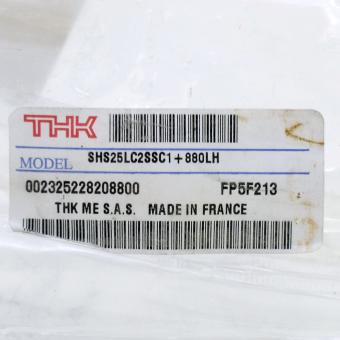 THK
MODEL SHS25LC2SSC1+880LH
002325228208800 FP5F213
THK ME S.A.S. MADE IN FRANCE